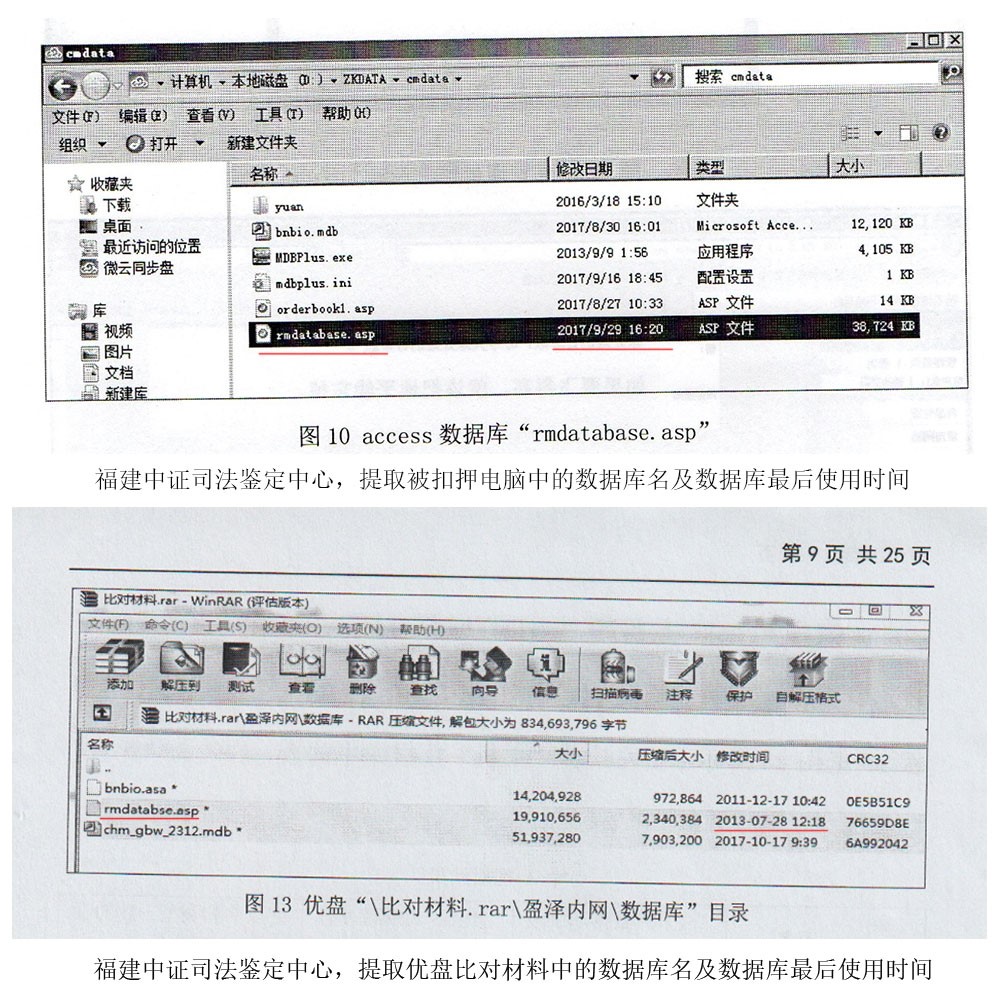 cmdata
计算机 本地磁盘 (D:) ZKDATA cmdata 搜索 cmdata
文件(F) 编辑(E) 查看(V) 工具(T) 帮助(H)
组织 打开 新建文件夹
名称 修改日期 类型 大小
收藏夹
下载
桌面
最近访问的位置
微云同步盘
库
视频
图片
文档
新建库
yuan 2016/3/18 15:10 文件夹
bnbio.mdb 2017/8/30 16:01 Microsoft Acce... 12,120 KB
MDBPlus.exe 2013/9/9 1:56 应用程序 4,105 KB
mdbplus.ini 2017/9/16 18:45 配置设置 1 KB
orderbook1.asp 2017/8/27 10:33 ASP 文件 14 KB
rmdatabase.asp 2017/9/29 16:20 ASP 文件 38,724 KB
图 10 access 数据库“rmdatabase.asp”
福建中证司法鉴定中心，提取被扣押电脑中的数据库名及数据库最后使用时间
第 9 页 共 25 页
比对材料.rar - WinRAR (评估版本)
文件(F) 命令(C) 工具(S) 收藏夹(O) 选项(N) 帮助(H)
添加 解压到 测试 查看 删除 查找 向导 信息 扫描病毒 注释 保护 自解压格式
比对材料.rar\盈泽内网\数据库 - RAR 压缩文件, 解包大小为 834,693,796 字节
名称 大小 压缩后大小 修改时间 CRC32
..
bnbio.asa * 14,204,928 972,864 2011-12-17 10:42 0E5B51C9
rmdatabse.asp * 19,910,656 2,340,384 2013-07-28 12:18 76659D8E
chm_gbw_2312.mdb * 51,937,280 7,903,200 2017-10-17 9:39 6A992042
图 13 优盘“\比对材料.rar\盈泽内网\数据库”目录
福建中证司法鉴定中心，提取优盘比对材料中的数据库名及数据库最后使用时间